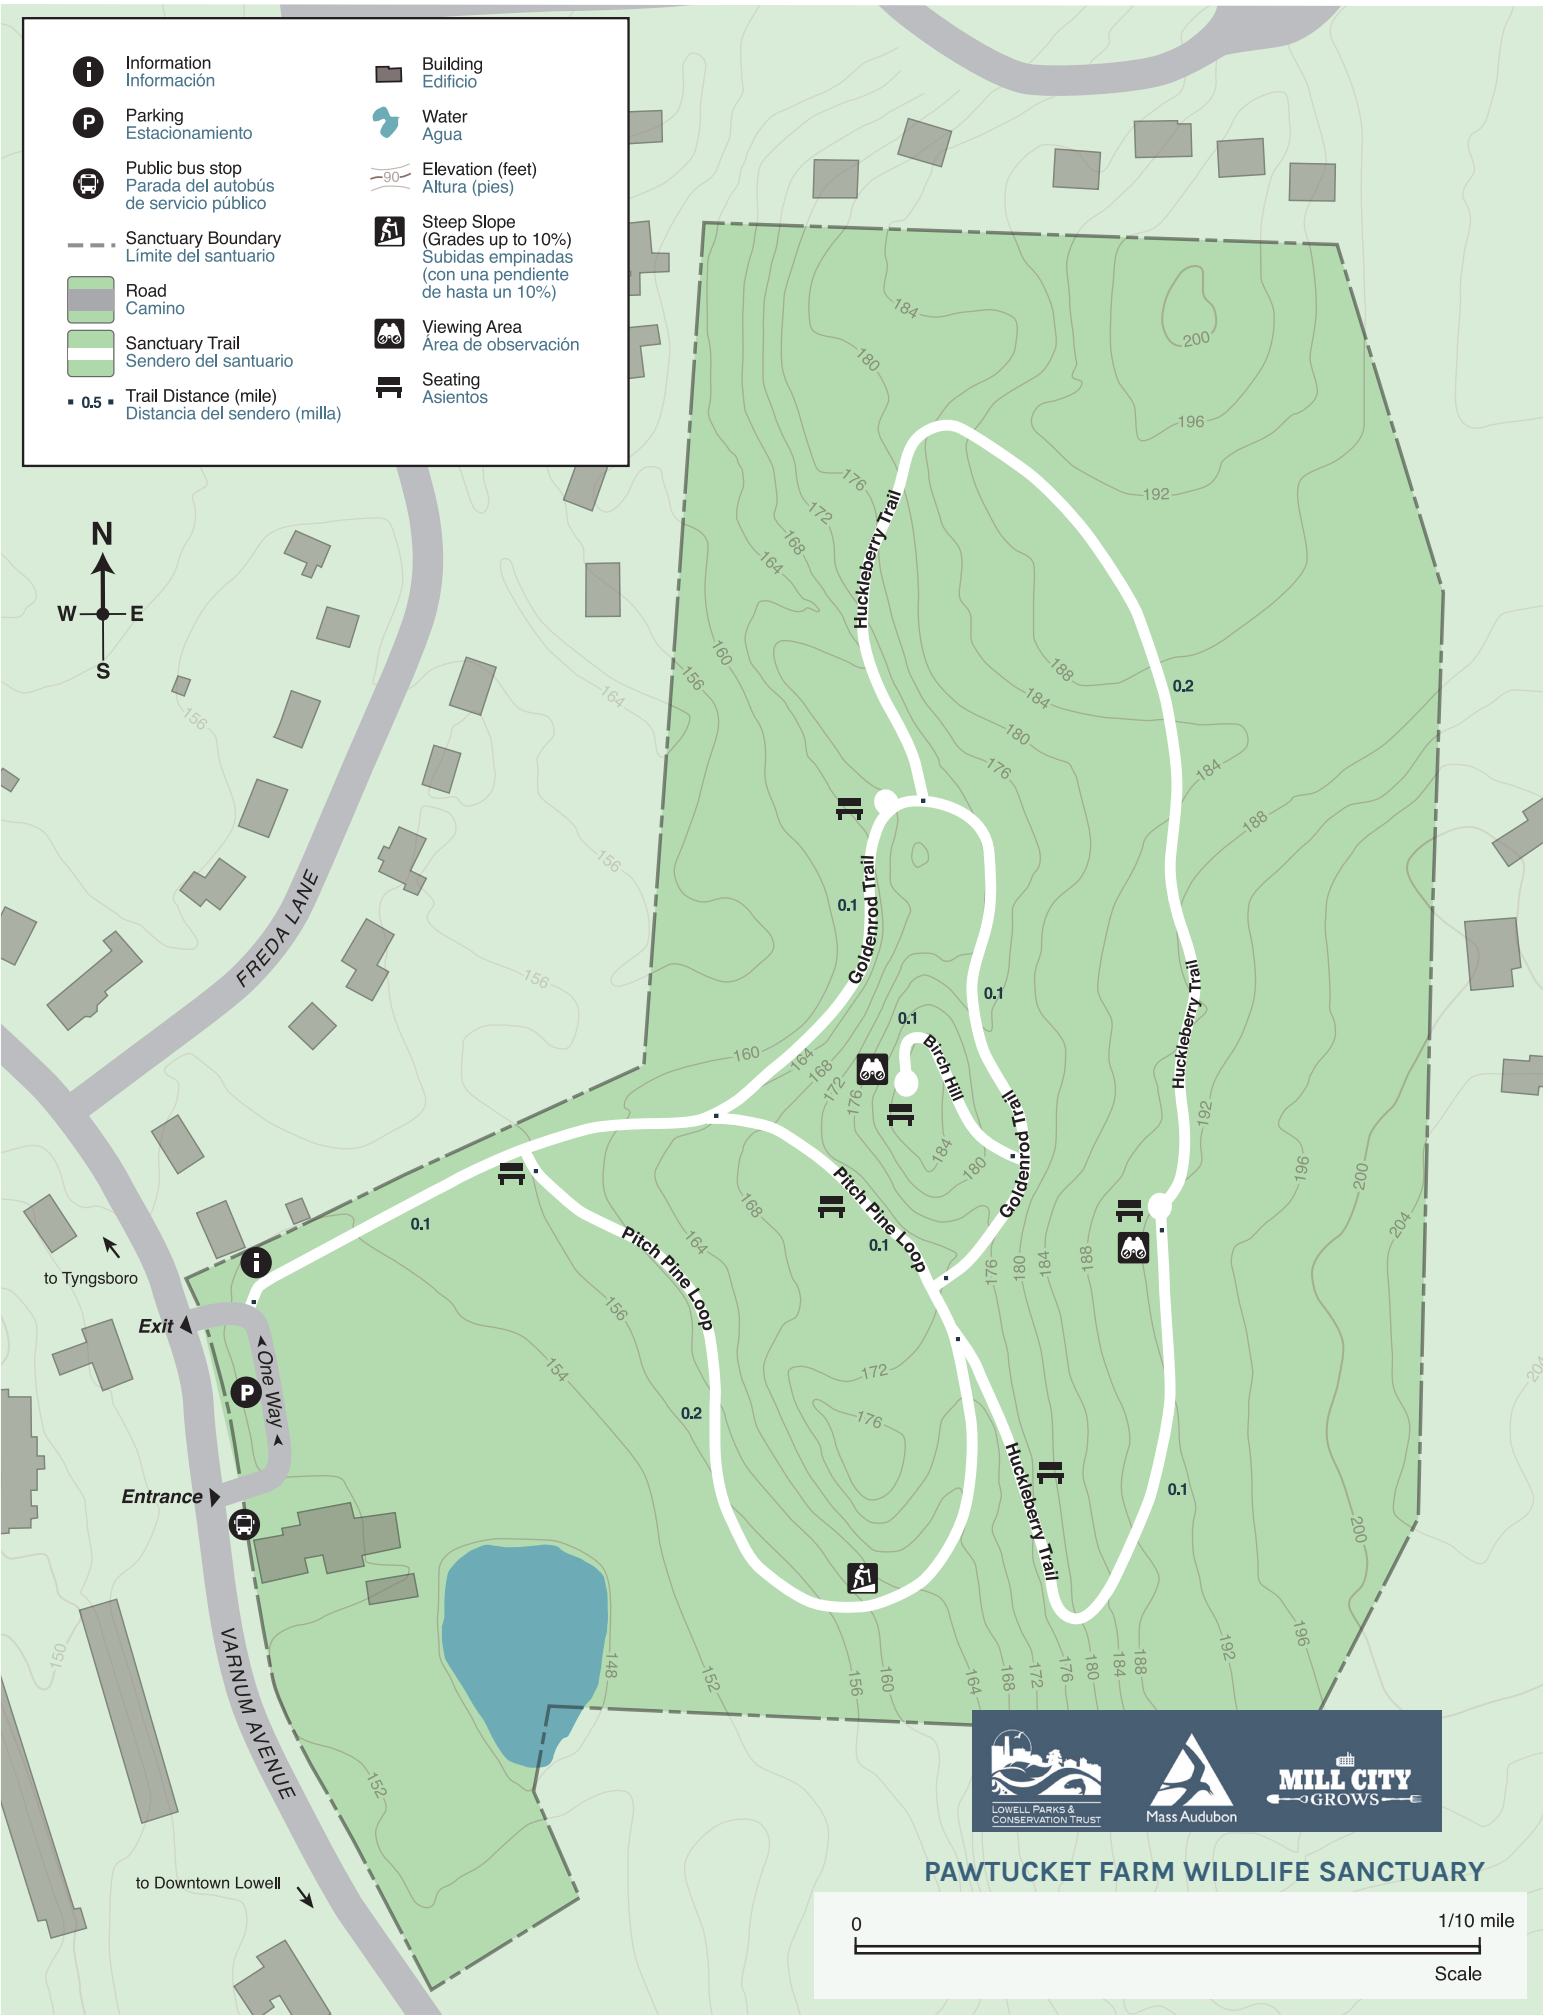 Information
Información
Parking
Estacionamiento
Public bus stop
Parada del autobús
de servicio público
Sanctuary Boundary
Límite del santuario
Road
Camino
Sanctuary Trail
Sendero del santuario
0.5
Trail Distance (mile)
Distancia del sendero (milla)
Building
Edificio
Water
Agua
90
Elevation (feet)
Altura (pies)
Steep Slope
(Grades up to 10%)
Subidas empinadas
(con una pendiente
de hasta un 10%)
Viewing Area
Área de observación
Seating
Asientos
i
P
N
W
E
S
184
200
180
196
176
192
172
168
164
Huckleberry Trail
160
156
164
156
188
184
0.2
180
176
184
188
156
Goldenrod Trail
0.1
FREDA LANE
156
0.1
Huckleberry Trail
0.1
Birch Hill
160
164
168
172
176
184
180
Goldenrod Trail
192
196
200
204
Pitch Pine Loop
0.1
168
164
0.1
Pitch Pine Loop
176
180
184
188
i
to Tyngsboro
Exit
One Way
P
156
154
172
176
0.2
204
Huckleberry Trail
0.1
Entrance
200
150
148
152
156
160
164
168
172
176
180
184
188
192
196
VARNUM AVENUE
152
to Downtown Lowell
LOWELL PARKS &
CONSERVATION TRUST
Mass Audubon
MILL CITY
GROWS
PAWTUCKET FARM WILDLIFE SANCTUARY
0
1/10 mile
Scale